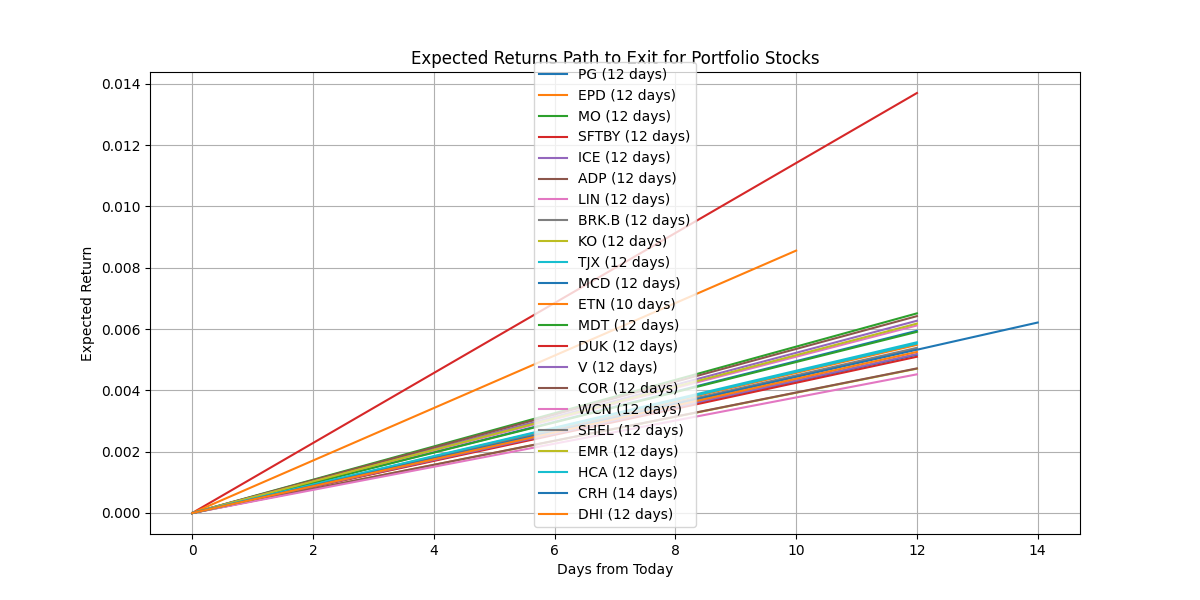 Expected Returns Path to Exit for Portfolio Stocks
Expected Return
0.014
0.012
0.010
0.008
0.006
0.004
0.002
0.000
PG (12 days)
EPD (12 days)
MO (12 days)
SFTBY (12 days)
ICE (12 days)
ADP (12 days)
LIN (12 days)
BRK.B (12 days)
KO (12 days)
TJX (12 days)
MCD (12 days)
ETN (10 days)
MDT (12 days)
DUK (12 days)
V (12 days)
COR (12 days)
WCN (12 days)
SHEL (12 days)
EMR (12 days)
HCA (12 days)
CRH (14 days)
DHI (12 days)
0 2 4 6 8 10 12 14
Days from Today